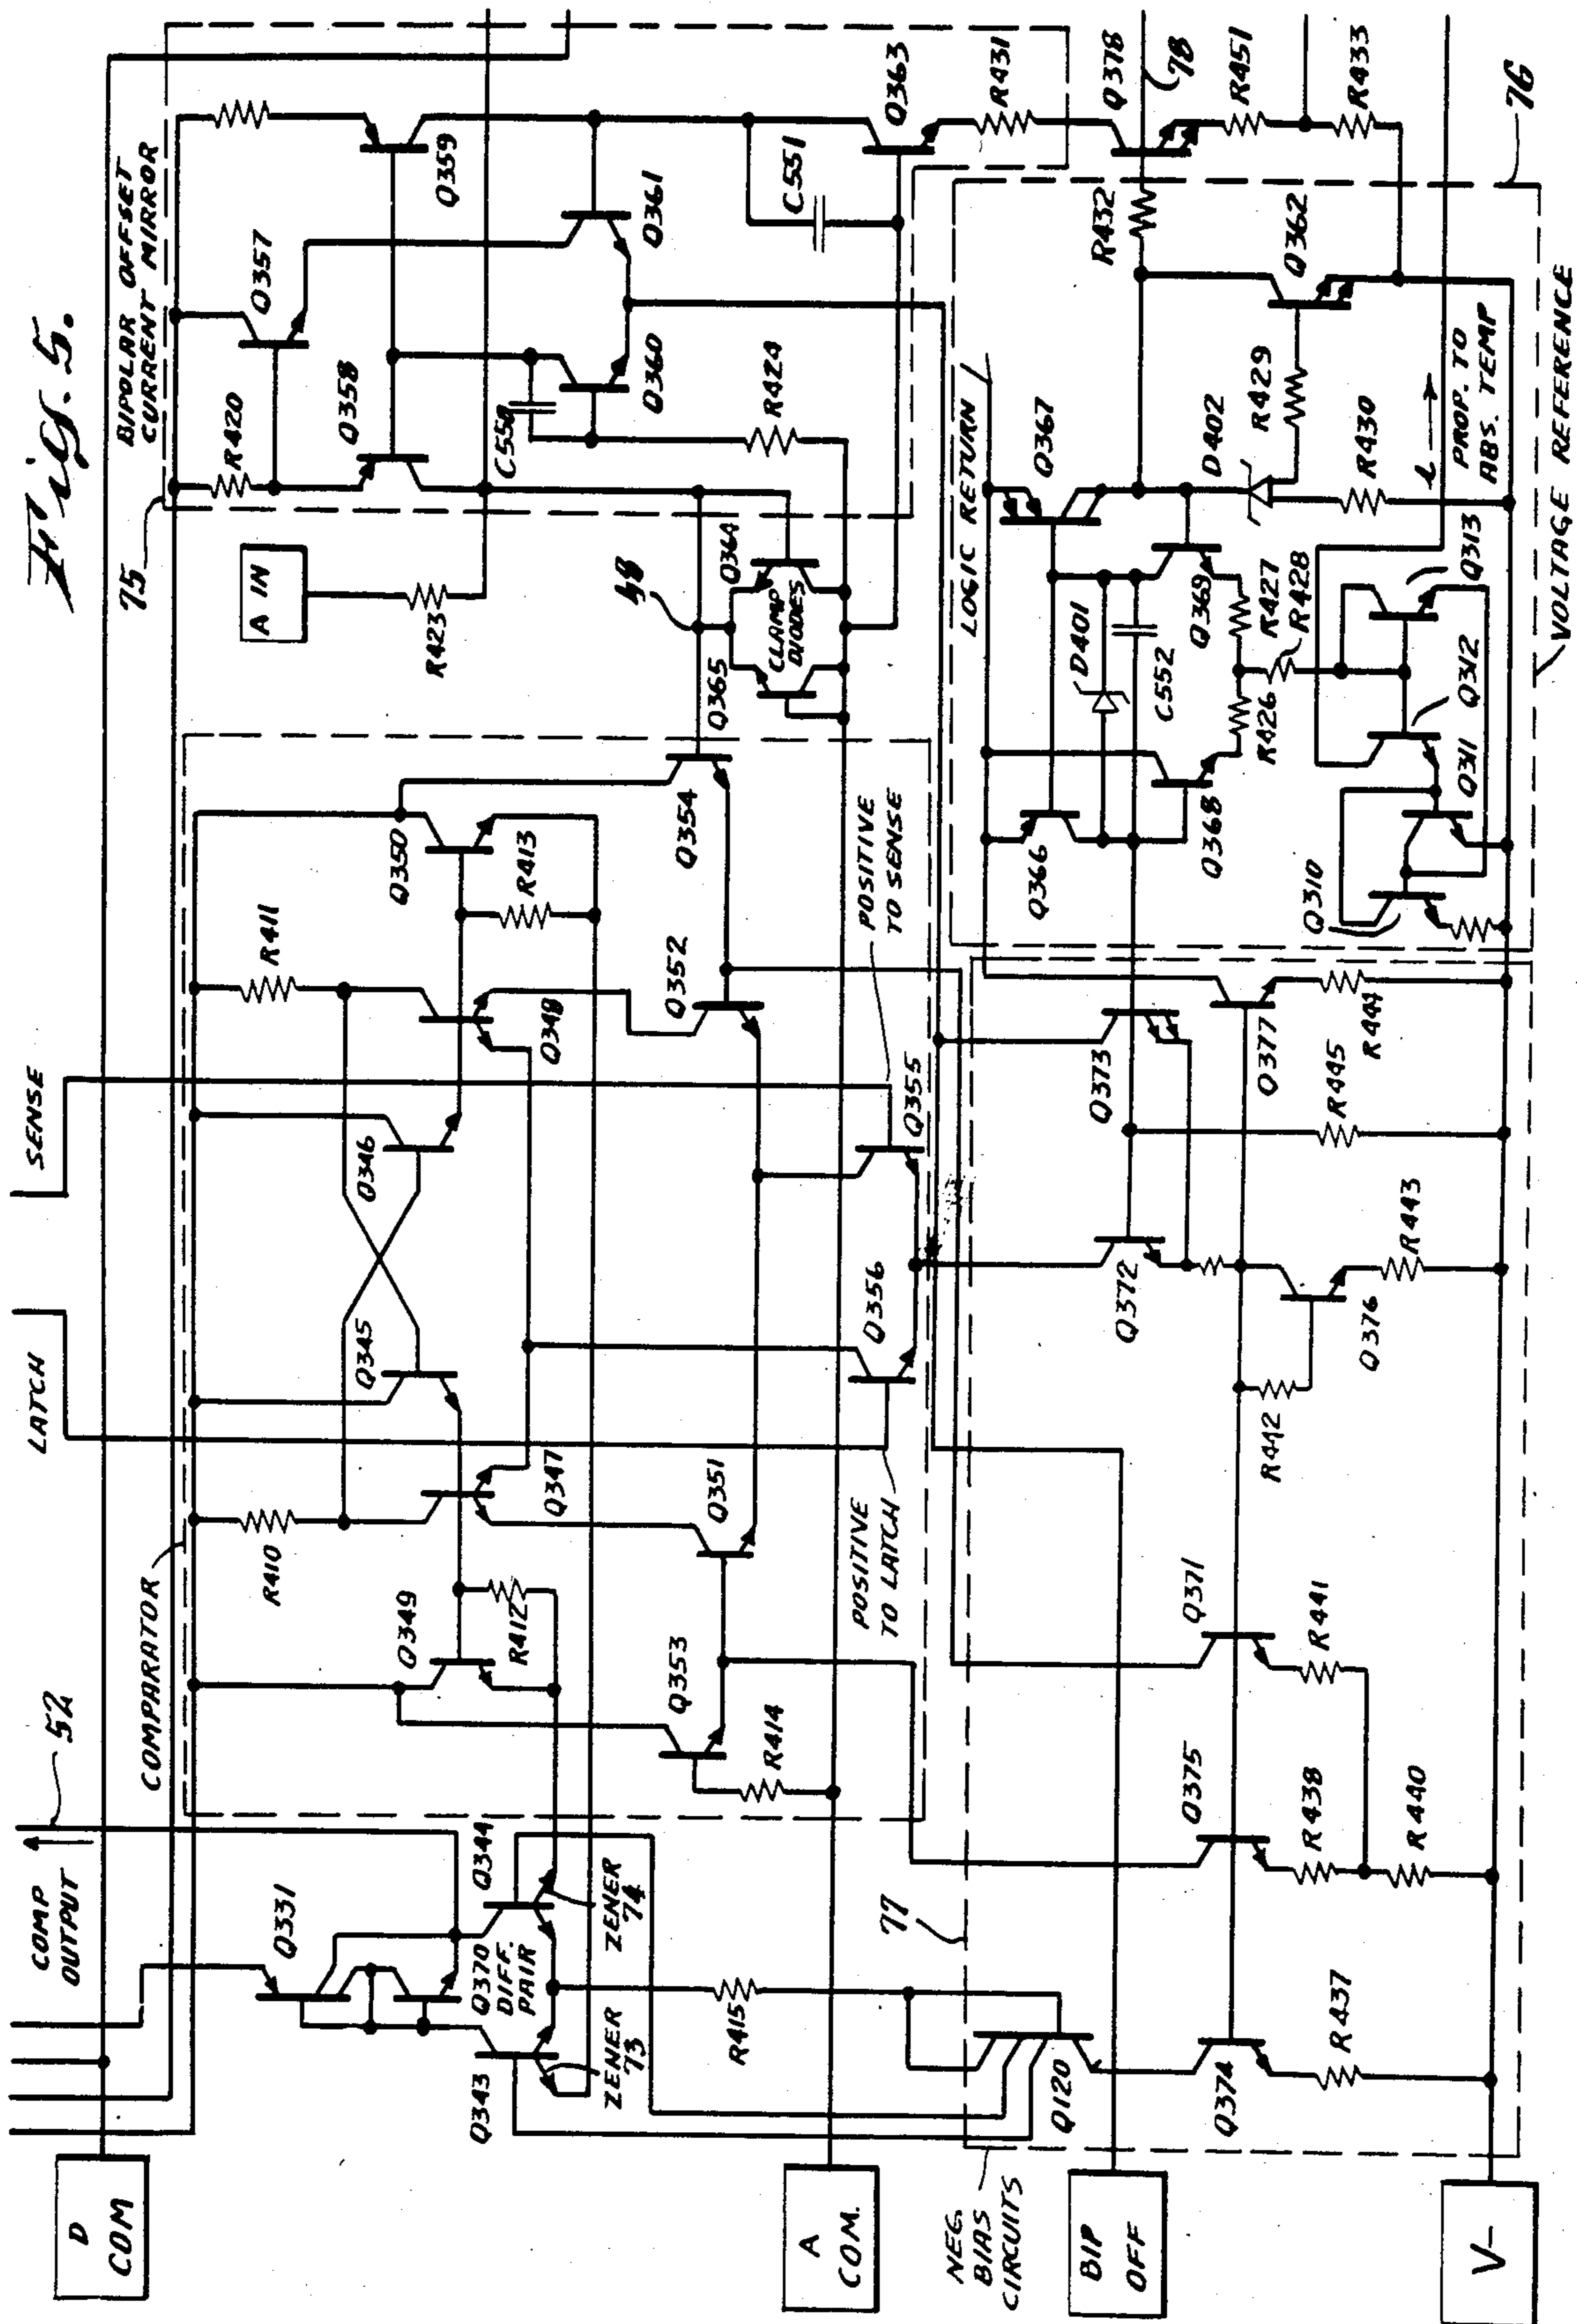 Fig. 5.
75
BIPOLAR OFFSET
CURRENT MIRROR
R420
Q357
Q358
Q359
Q361
Q360
C550
R424
C551
Q363
R431
A IN
R423
48
Q364
CLAMP
DIODES
Q365
Q378
78
R451
R433
R432
76
LOGIC RETURN
Q367
Q362
D402
R429
R430
D401
C552
Q369
R427
R428
R426
Q366
Q368
i
PROP. TO
ABS. TEMP
Q313
Q312
Q311
Q310
VOLTAGE REFERENCE
SENSE
LATCH
COMPARATOR
R411
Q350
R413
Q354
Q346
Q348
Q352
POSITIVE
TO SENSE
Q355
Q345
R410
Q347
Q351
Q356
POSITIVE
TO LATCH
Q349
R412
Q353
R414
52
COMP
OUTPUT
Q331
Q344
Q370
DIFF.
PAIR
ZENER
74
Q343
ZENER
73
R415
77
Q120
Q373
Q377
R444
R445
Q372
R443
Q376
R442
Q371
R441
Q375
R438
R440
Q374
R437
D
COM
A
COM.
NEG.
BIAS
CIRCUITS
BIP
OFF
V-